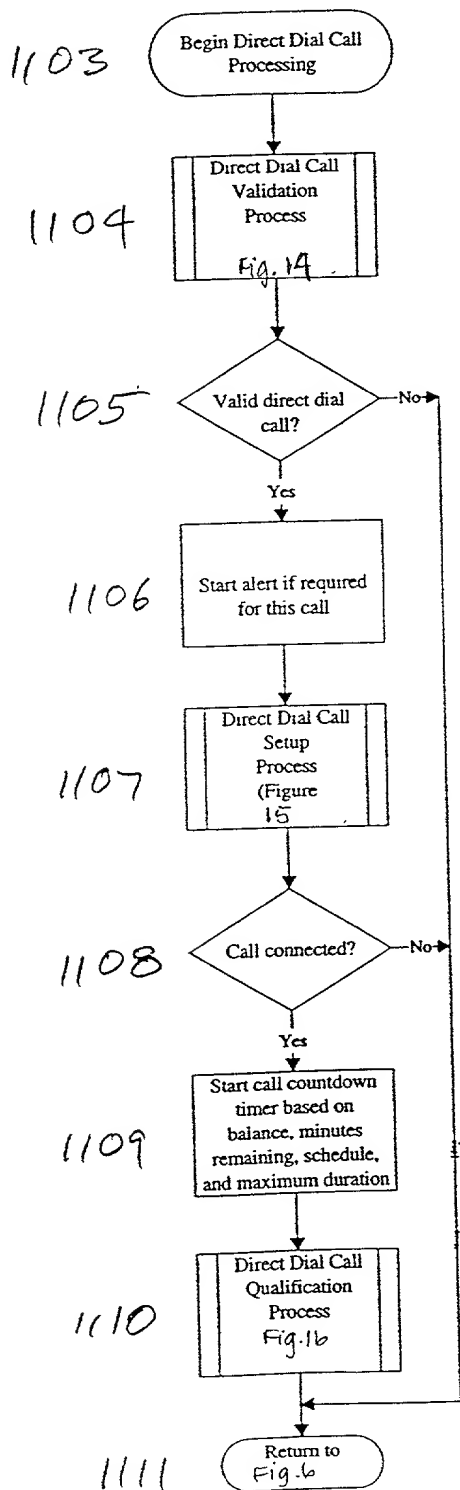 1103
Begin Direct Dial Call
Processing
1104
Direct Dial Call
Validation
Process
Fig. 14
1105
Valid direct dial
call?
No
Yes
1106
Start alert if required
for this call
1107
Direct Dial Call
Setup
Process
(Figure
15
1108
Call connected?
No
Yes
1109
Start call countdown
timer based on
balance, minutes
remaining, schedule,
and maximum duration
1110
Direct Dial Call
Qualification
Process
Fig.16
1111
Return to
Fig.6